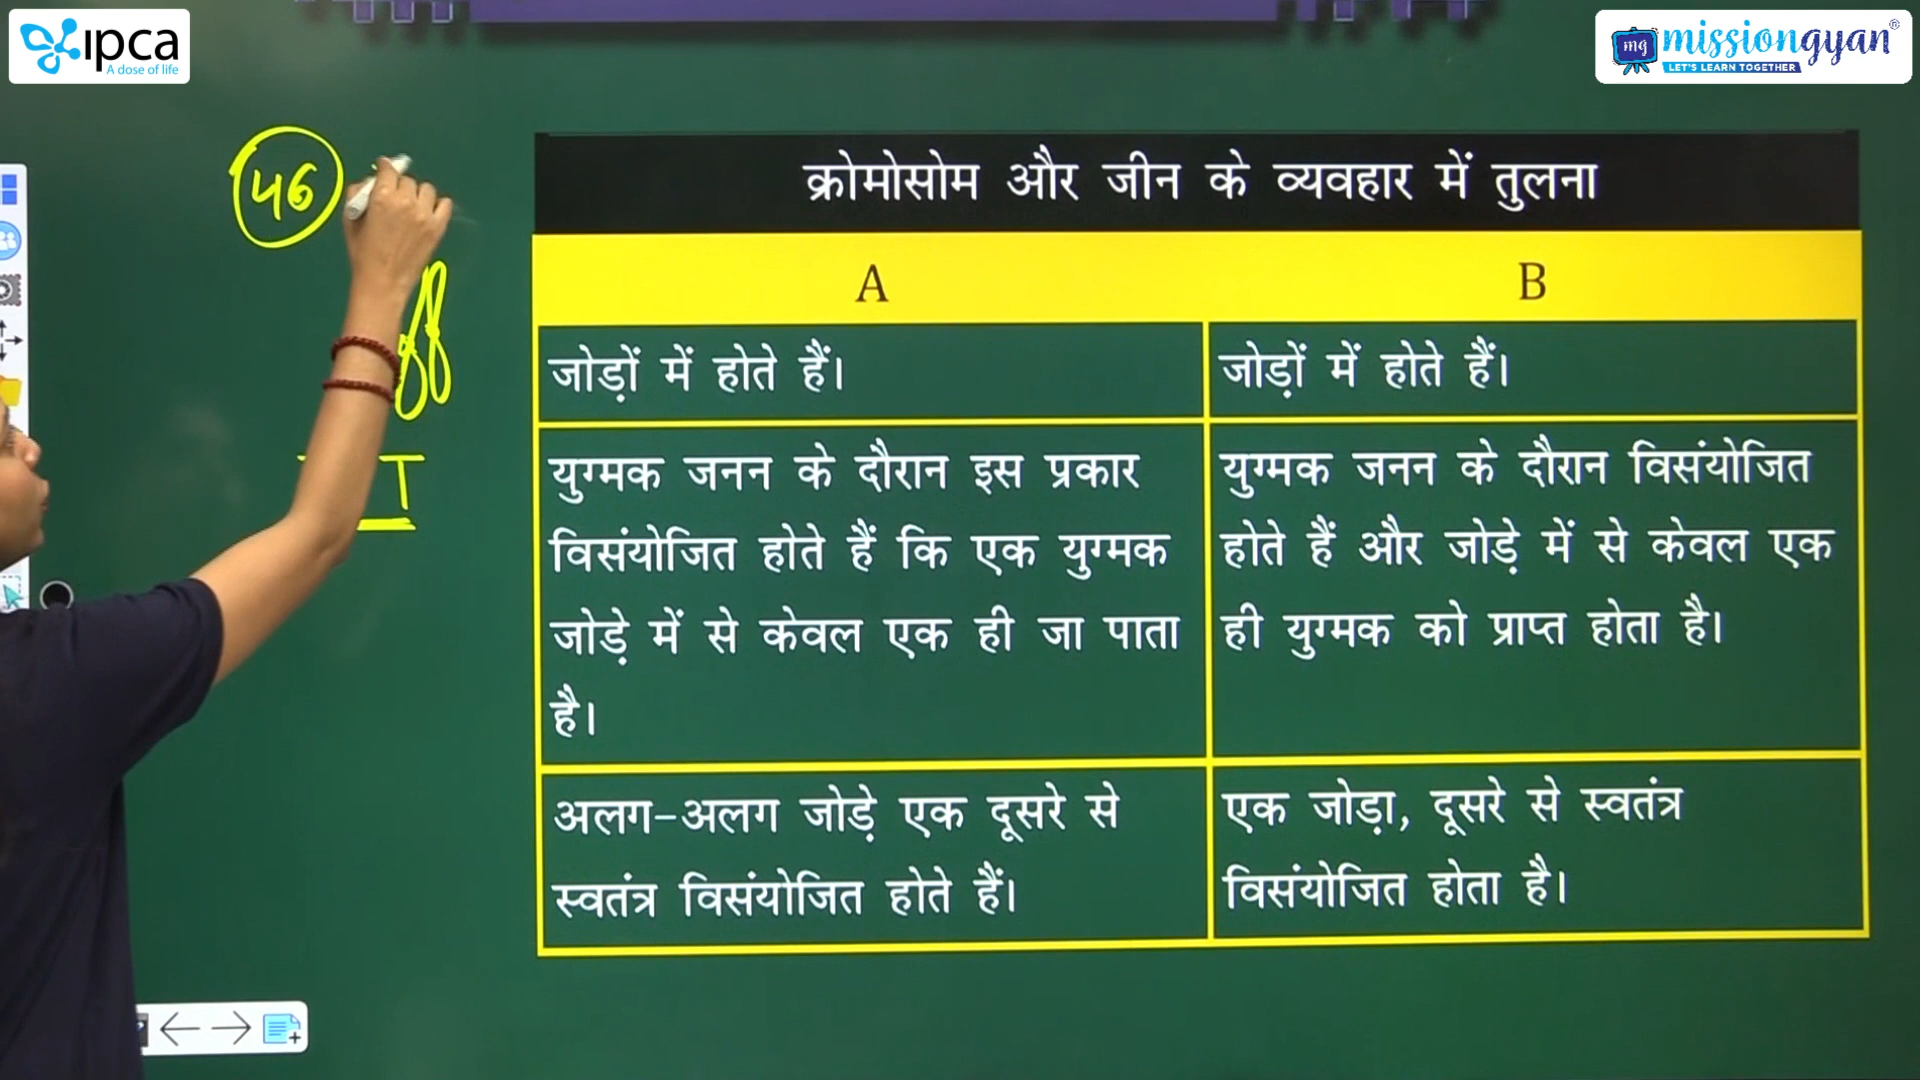 ipca
A dose of life
mg missiongyan®
LET'S LEARN TOGETHER
46
क्रोमोसोम और जीन के व्यवहार में तुलना
A B
जोड़ों में होते हैं।
जोड़ों में होते हैं।
युग्मक जनन के दौरान इस प्रकार
विसंयोजित होते हैं कि एक युग्मक
जोड़े में से केवल एक ही जा पाता
है।
युग्मक जनन के दौरान विसंयोजित
होते हैं और जोड़े में से केवल एक
ही युग्मक को प्राप्त होता है।
अलग-अलग जोड़े एक दूसरे से
स्वतंत्र विसंयोजित होते हैं।
एक जोड़ा, दूसरे से स्वतंत्र
विसंयोजित होता है।